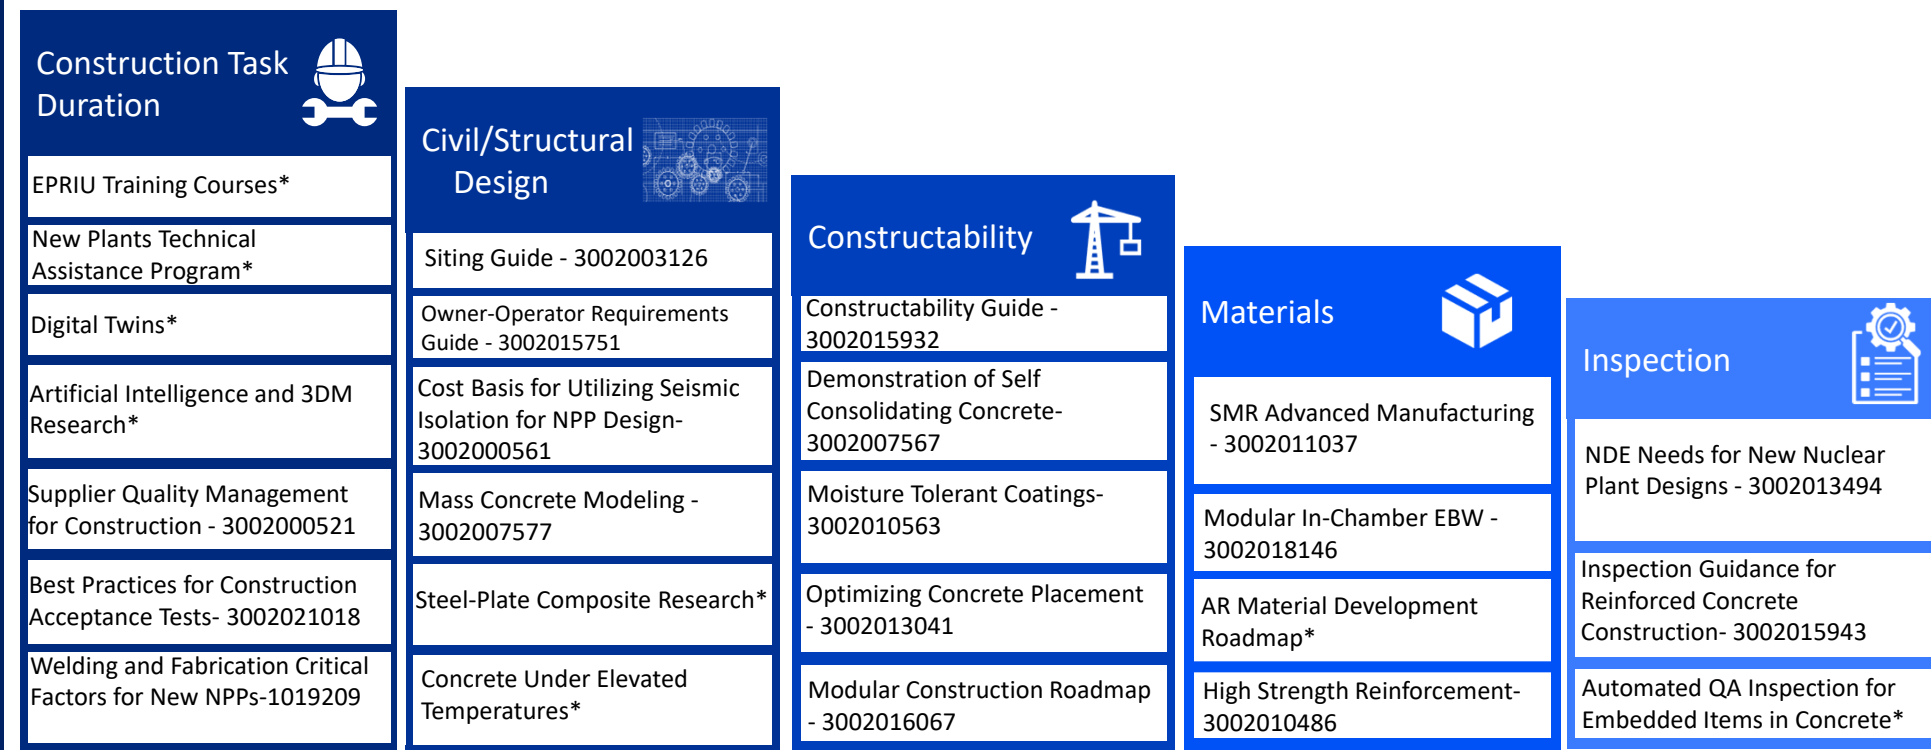 Construction Task
Duration
EPRIU Training Courses*
New Plants Technical
Assistance Program*
Digital Twins*
Artificial Intelligence and 3DM
Research*
Supplier Quality Management
for Construction - 3002000521
Best Practices for Construction
Acceptance Tests- 3002021018
Welding and Fabrication Critical
Factors for New NPPs-1019209
Civil/Structural
Design
Siting Guide - 3002003126
Owner-Operator Requirements
Guide - 3002015751
Cost Basis for Utilizing Seismic
Isolation for NPP Design-
3002000561
Mass Concrete Modeling -
3002007577
Steel-Plate Composite Research*
Concrete Under Elevated
Temperatures*
Constructability
Constructability Guide -
3002015932
Demonstration of Self
Consolidating Concrete-
3002007567
Moisture Tolerant Coatings-
3002010563
Optimizing Concrete Placement
- 3002013041
Modular Construction Roadmap
- 3002016067
Materials
SMR Advanced Manufacturing
- 3002011037
Modular In-Chamber EBW -
3002018146
AR Material Development
Roadmap*
High Strength Reinforcement-
3002010486
Inspection
NDE Needs for New Nuclear
Plant Designs - 3002013494
Inspection Guidance for
Reinforced Concrete
Construction- 3002015943
Automated QA Inspection for
Embedded Items in Concrete*